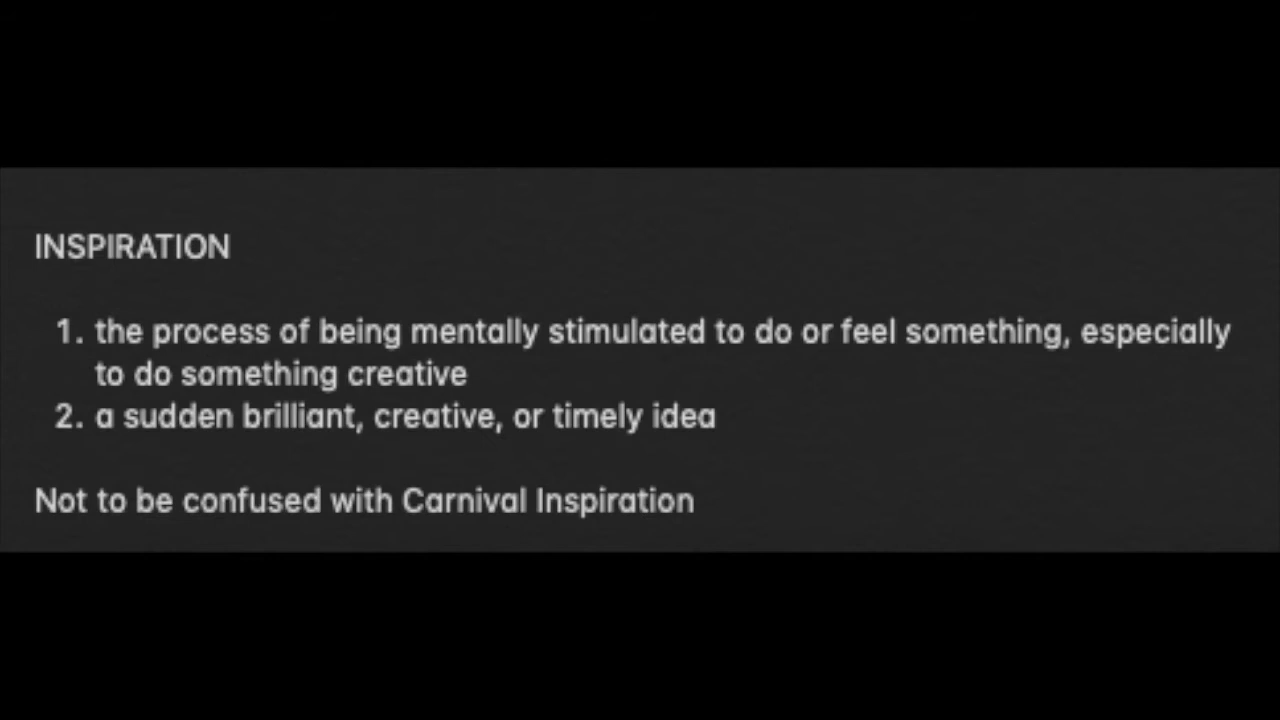 INSPIRATION
1. the process of being mentally stimulated to do or feel something, especially
to do something creative
2. a sudden brilliant, creative, or timely idea
Not to be confused with Carnival Inspiration